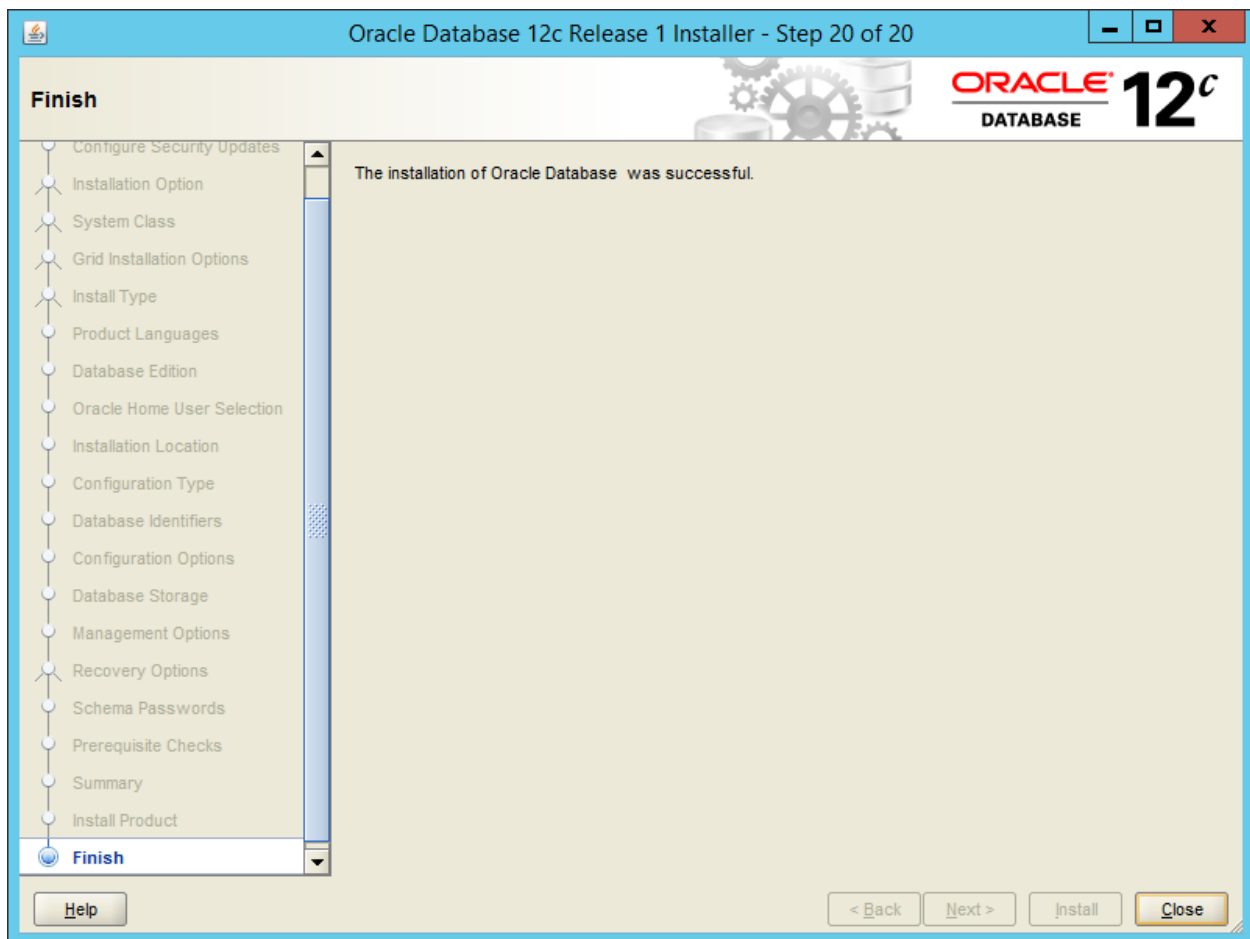 Oracle Database 12c Release 1 Installer - Step 20 of 20
Finish
ORACLE
DATABASE
12c
Configure Security Updates
Installation Option
System Class
Grid Installation Options
Install Type
Product Languages
Database Edition
Oracle Home User Selection
Installation Location
Configuration Type
Database Identifiers
Configuration Options
Database Storage
Management Options
Recovery Options
Schema Passwords
Prerequisite Checks
Summary
Install Product
Finish
The installation of Oracle Database  was successful.
Help
< Back
Next >
Install
Close